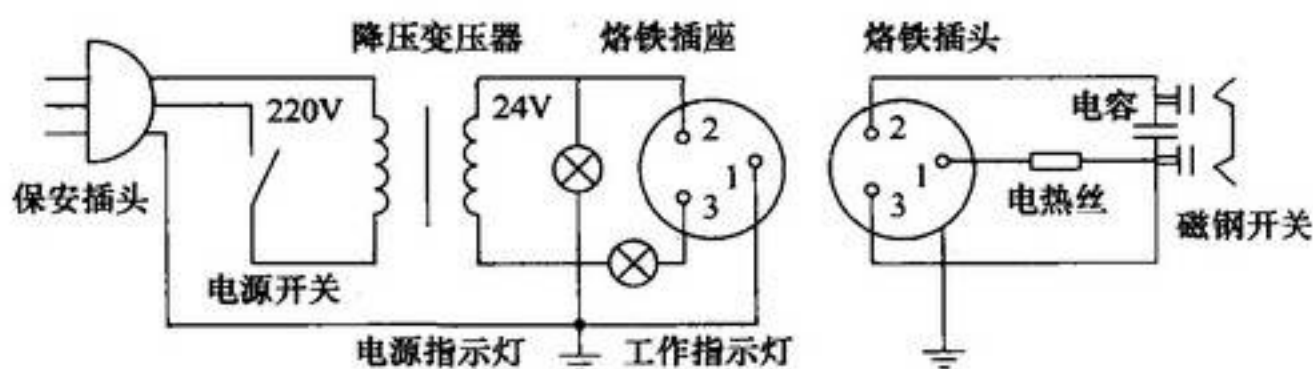 降压变压器 烙铁插座 烙铁插头
220V 24V 2 1 3
2 1 3 电容
保安插头 电热丝 磁钢开关
电源开关
电源指示灯 工作指示灯